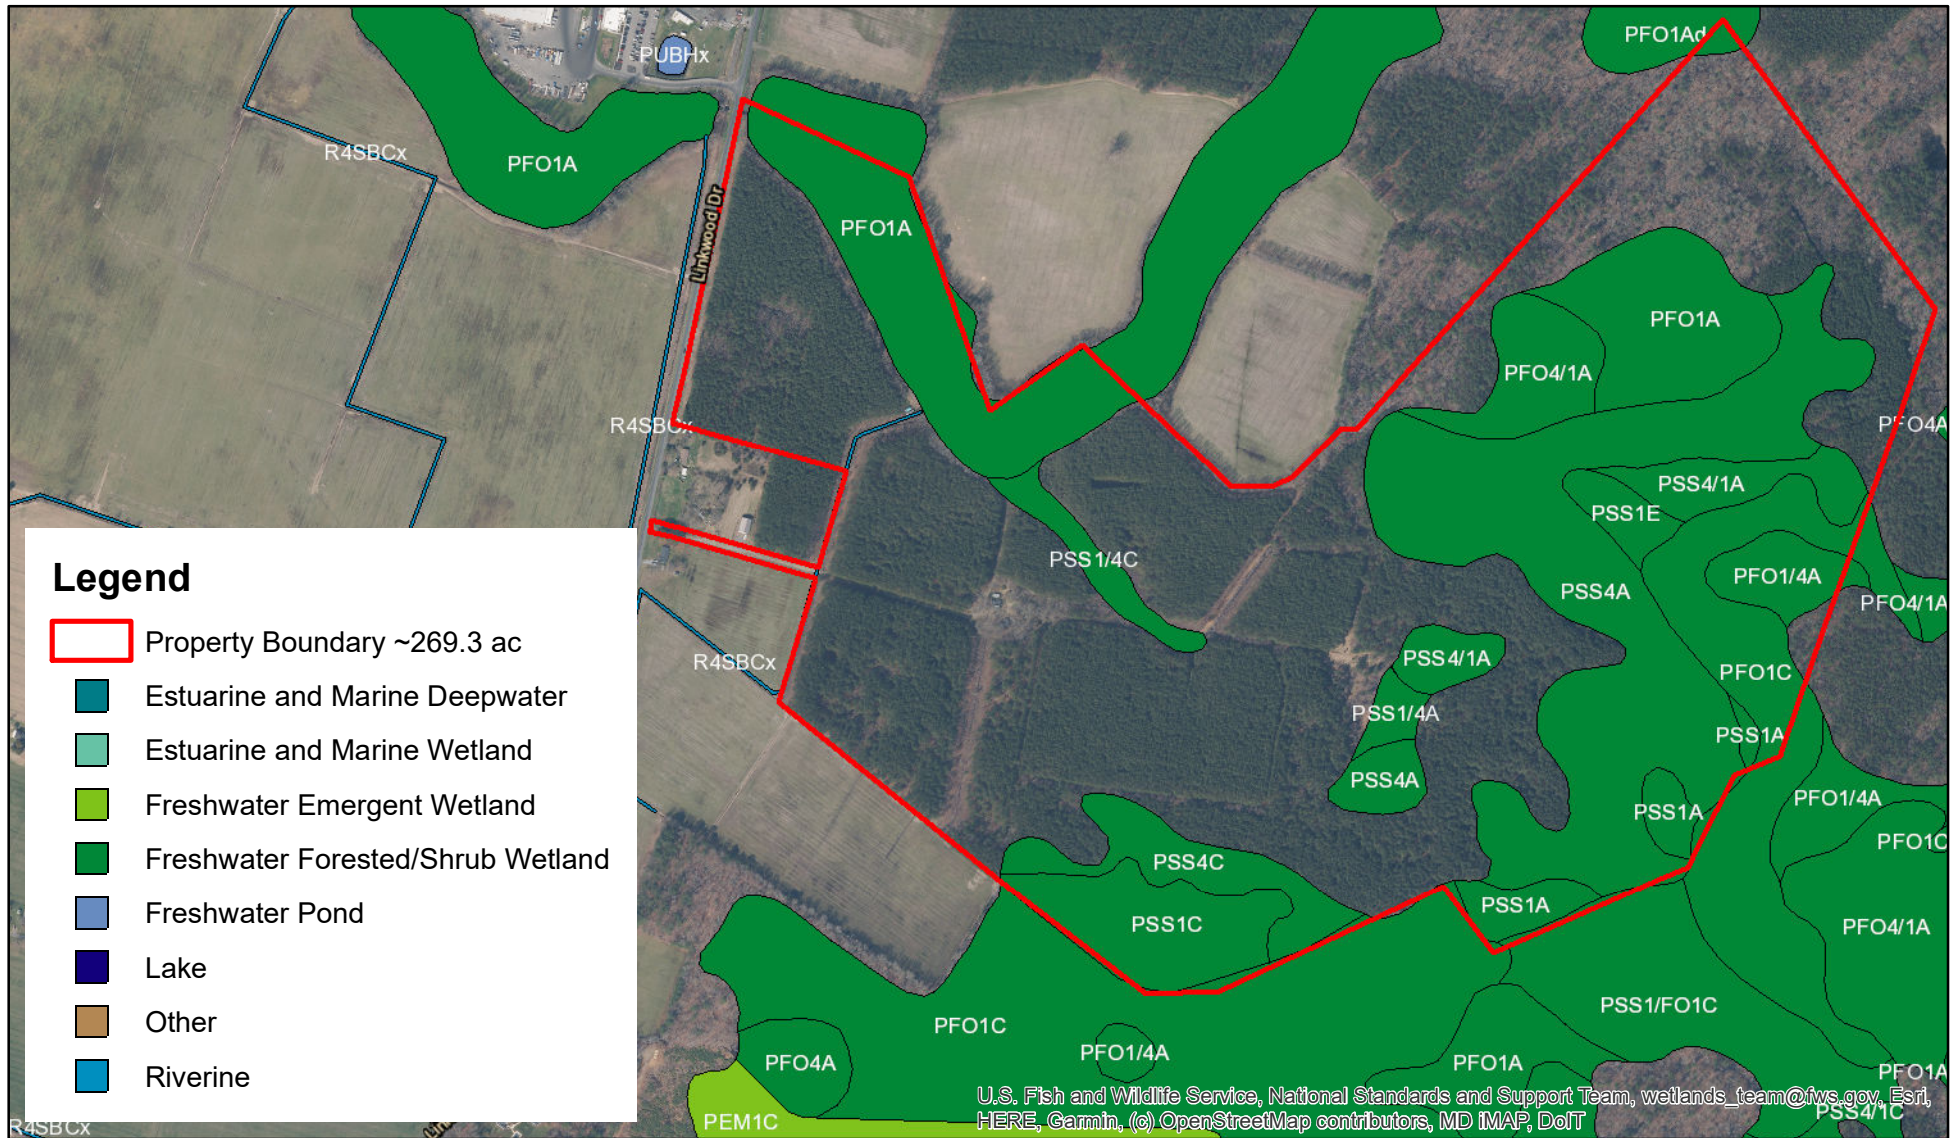 PFO1Ad
PUBHx
R4SBCx
PFO1A
Linkwood Dr
PFO1A
PFO1A
PFO4/1A
R4SBCx
PFO4A
PSS4/1A
PSS1E
PSS1/4C
PFO1/4A
PSS4A
PFO4/1A
R4SBCx
PSS4/1A
PFO1C
PSS1/4A
PSS1A
PSS4A
PFO1/4A
PSS1A
PFO1C
PSS4C
PSS1A
PSS1C
PFO4/1A
PSS1/FO1C
PFO1C
PFO1/4A
PFO4A
PFO1A
PFO1A
PSS4/1C
PEM1C
R4SBCx
Legend
Property Boundary ~269.3 ac
Estuarine and Marine Deepwater
Estuarine and Marine Wetland
Freshwater Emergent Wetland
Freshwater Forested/Shrub Wetland
Freshwater Pond
Lake
Other
Riverine
U.S. Fish and Wildlife Service, National Standards and Support Team, wetlands_team@fws.gov, Esri,
HERE, Garmin, (c) OpenStreetMap contributors, MD iMAP, DoIT